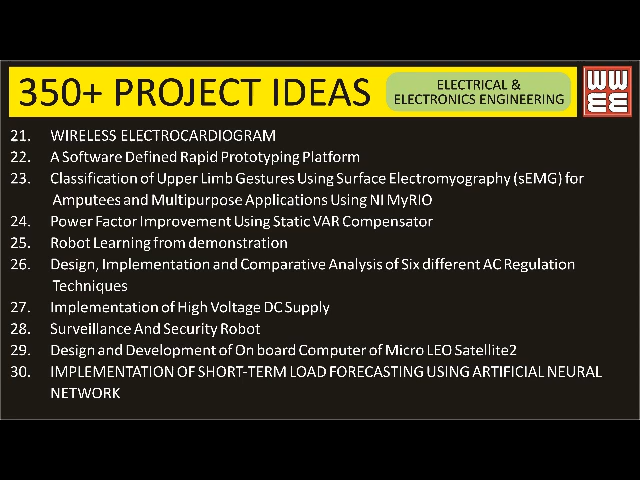 350+ PROJECT IDEAS
ELECTRICAL &
ELECTRONICS ENGINEERING
WW
EE
21. WIRELESS ELECTROCARDIOGRAM
22. A Software Defined Rapid Prototyping Platform
23. Classification of Upper Limb Gestures Using Surface Electromyography (sEMG) for
Amputees and Multipurpose Applications Using NI MyRIO
24. Power Factor Improvement Using Static VAR Compensator
25. Robot Learning from demonstration
26. Design, Implementation and Comparative Analysis of Six different AC Regulation
Techniques
27. Implementation of High Voltage DC Supply
28. Surveillance And Security Robot
29. Design and Development of On board Computer of Micro LEO Satellite2
30. IMPLEMENTATION OF SHORT-TERM LOAD FORECASTING USING ARTIFICIAL NEURAL
NETWORK